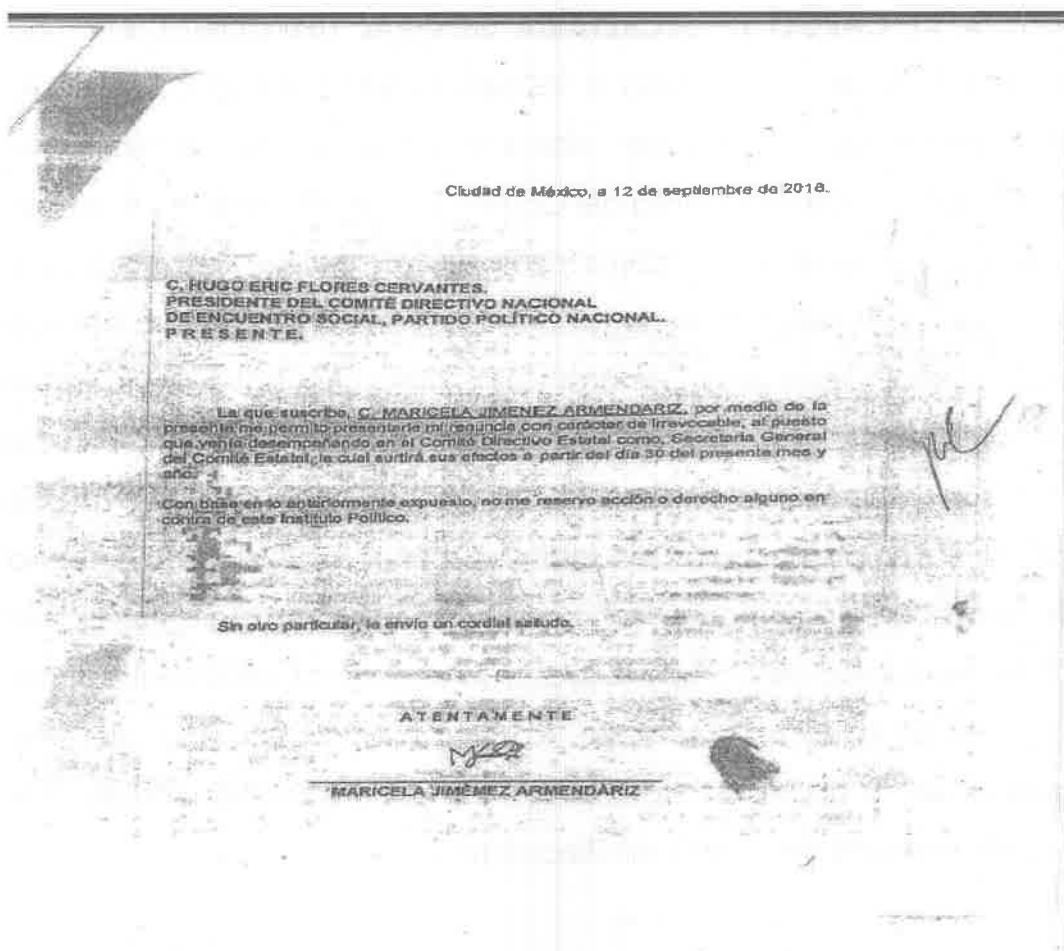 Ciudad de México, a 12 de septiembre de 2018.
C. HUGO ERIC FLORES CERVANTES.
PRESIDENTE DEL COMITÉ DIRECTIVO NACIONAL
DE ENCUENTRO SOCIAL, PARTIDO POLÍTICO NACIONAL.
P R E S E N T E.
La que suscribe, C. MARICELA JIMENEZ ARMENDARIZ, por medio de la
presente me permito presentarle mi renuncia con carácter de irrevocable, al puesto
que venía desempeñando en el Comité Directivo Estatal como, Secretaria General
del Comité Estatal, la cual surtirá sus efectos a partir del día 30 del presente mes y
año.
Con base en lo anteriormente expuesto, no me reservo acción o derecho alguno en
contra de este Instituto Político.
Sin otro particular, le envío un cordial saludo.
A T E N T A M E N T E
MARICELA JIMÉMEZ ARMENDÁRIZ